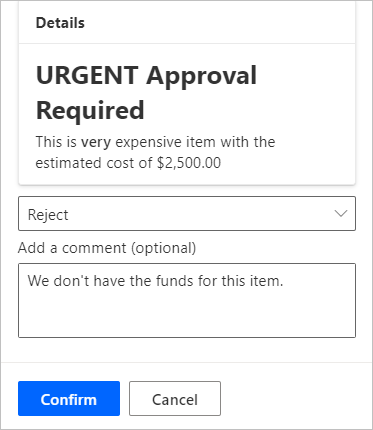 Details
URGENT Approval
Required
This is very expensive item with the
estimated cost of $2,500.00
Reject
Add a comment (optional)
We don't have the funds for this item.
Confirm
Cancel